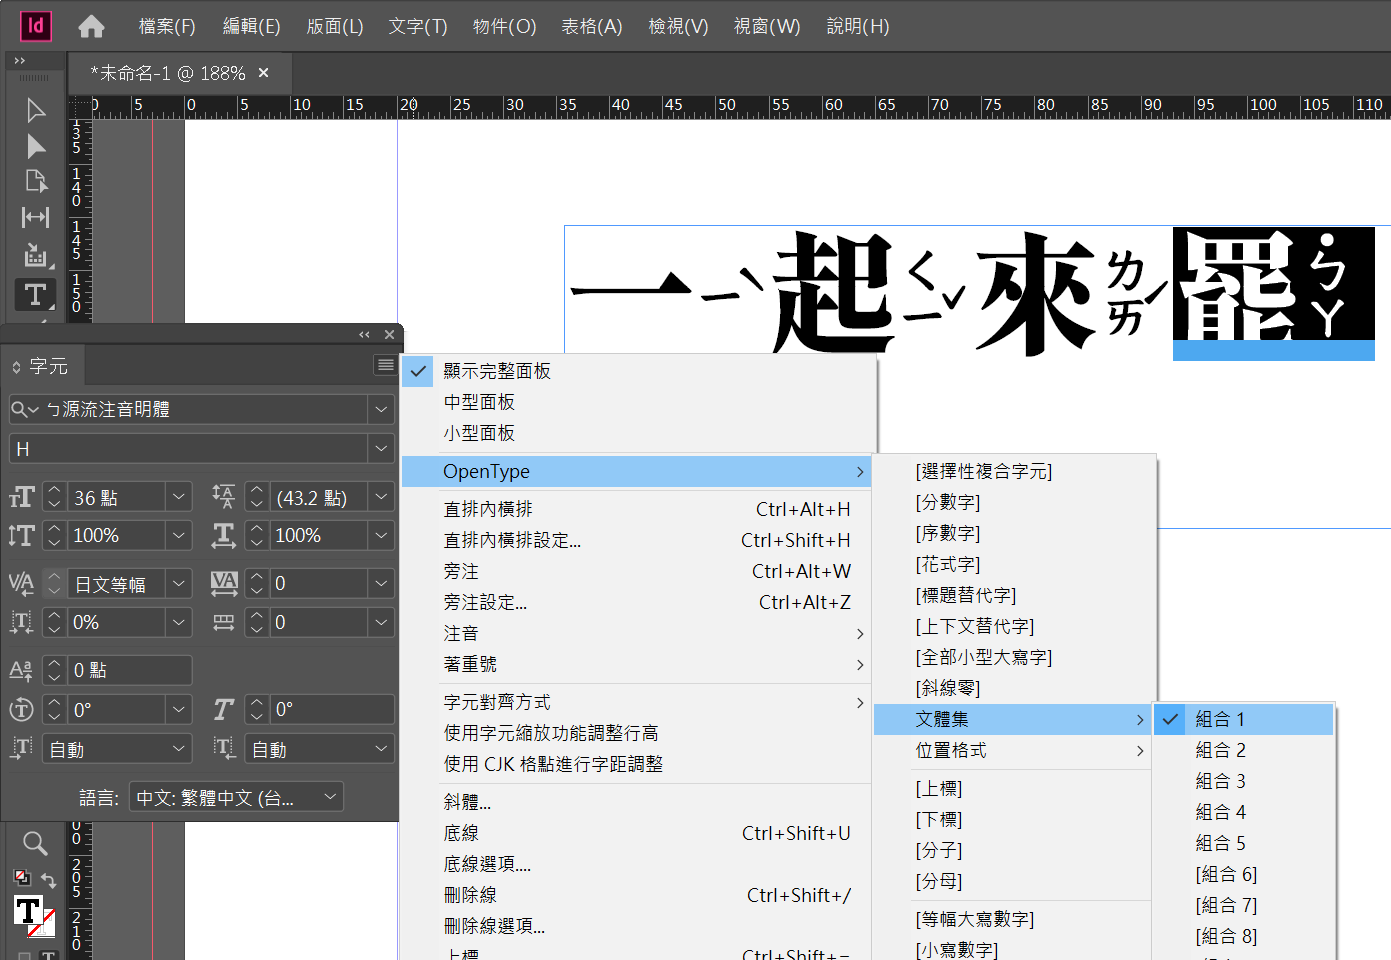 Id 檔案(F) 編輯(E) 版面(L) 文字(T) 物件(O) 表格(A) 檢視(V) 視窗(W) 說明(H)
*未命名-1 @ 188% ×
0 5 0 5 10 15 20 25 30 35 40 45 50 55 60 65 70 75 80 85 90 95 100 105 110
135
140
145
150
一ㄧˋ起ㄑㄧˇ來ㄌㄞˊ罷˙ㄅㄚ
字元
ㄅ源流注音明體
H
36 點 (43.2 點)
100% 100%
日文等幅 0
0% 0
0 點
0° 0°
自動 自動
語言: 中文: 繁體中文 (台...
00
205
210
顯示完整面板
中型面板
小型面板
OpenType
直排內橫排 Ctrl+Alt+H
直排內橫排設定... Ctrl+Shift+H
旁注 Ctrl+Alt+W
旁注設定... Ctrl+Alt+Z
注音
著重號
字元對齊方式
使用字元縮放功能調整行高
使用 CJK 格點進行字距調整
斜體...
底線 Ctrl+Shift+U
底線選項....
刪除線 Ctrl+Shift+/
刪除線選項...
上標 Ctrl+Shift+=
[選擇性複合字元]
[分數字]
[序數字]
[花式字]
[標題替代字]
[上下文替代字]
[全部小型大寫字]
[斜線零]
文體集
位置格式
[上標]
[下標]
[分子]
[分母]
[等幅大寫數字]
[小寫數字]
組合 1
組合 2
組合 3
組合 4
組合 5
[組合 6]
[組合 7]
[組合 8]